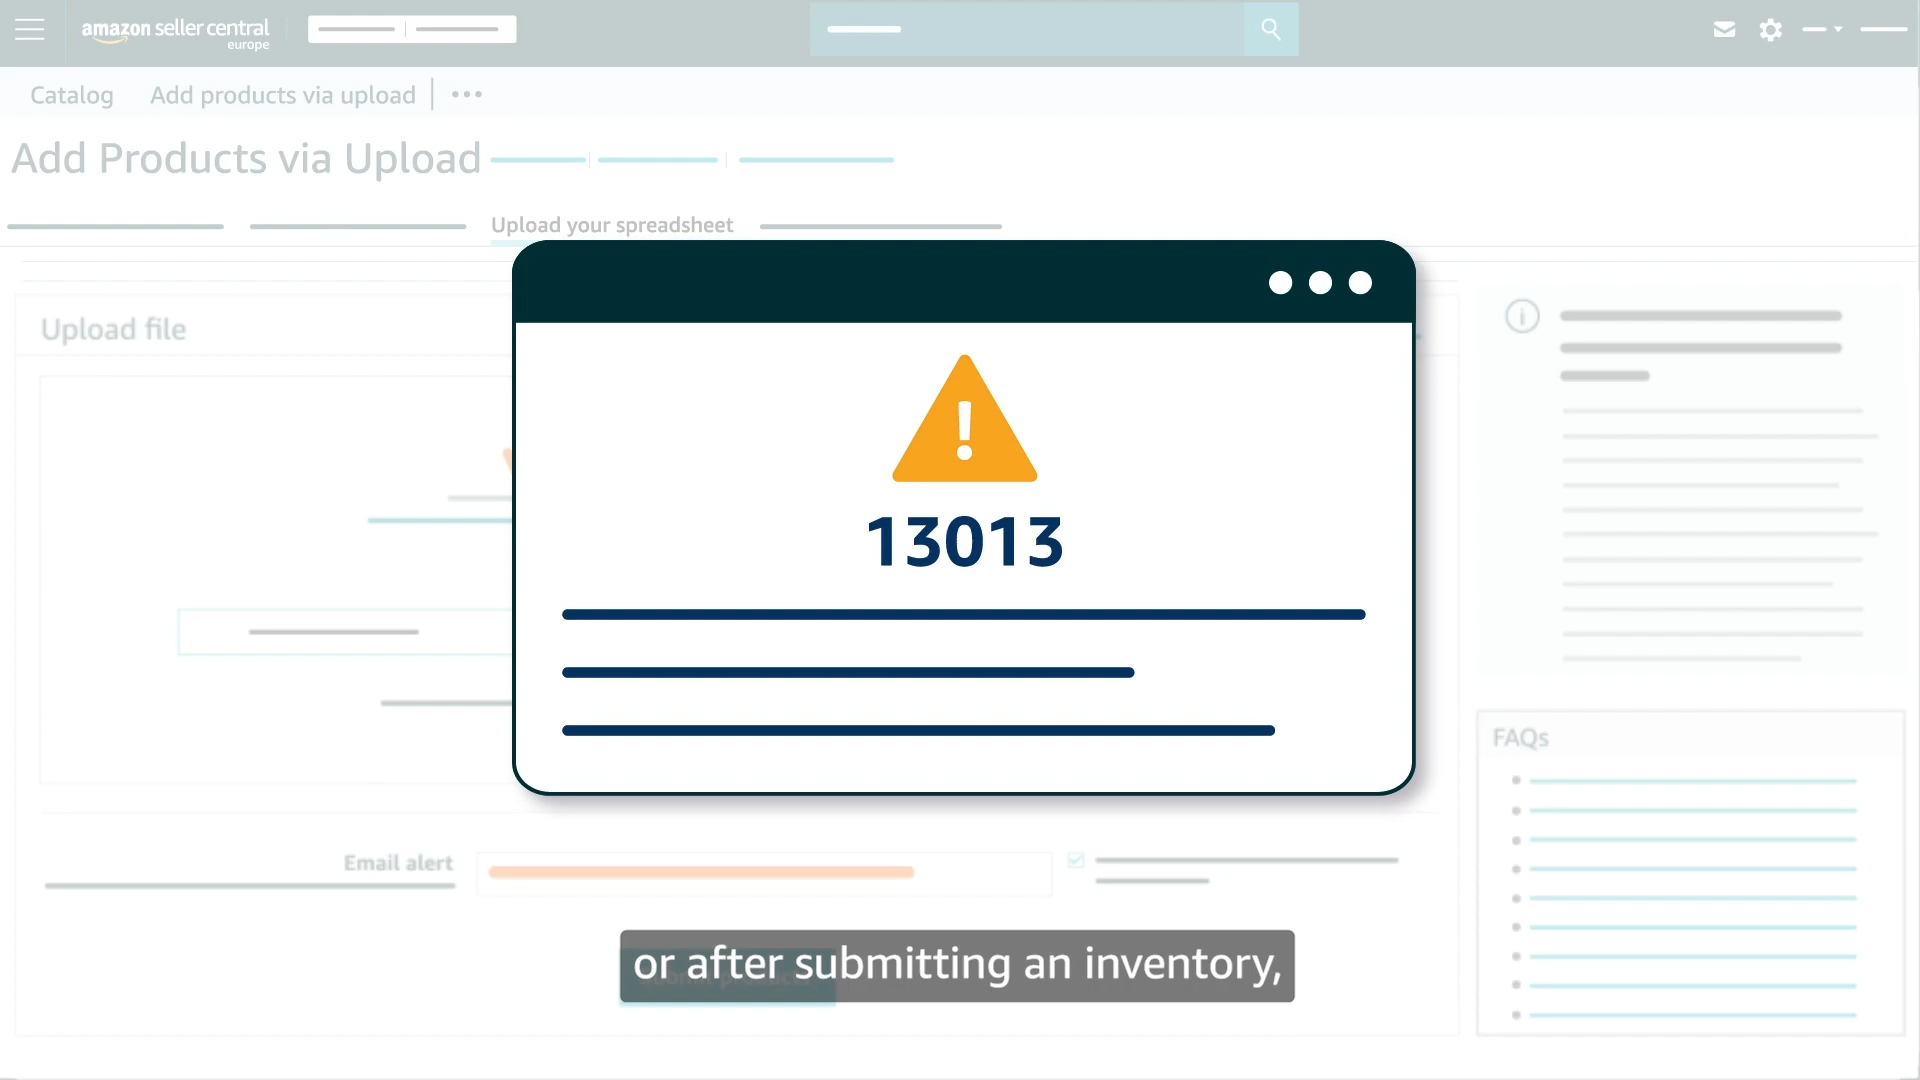 amazon seller central
europe
Catalog
Add products via upload
Add Products via Upload
Upload your spreadsheet
Upload file
13013
FAQs
Email alert
or after submitting an inventory,